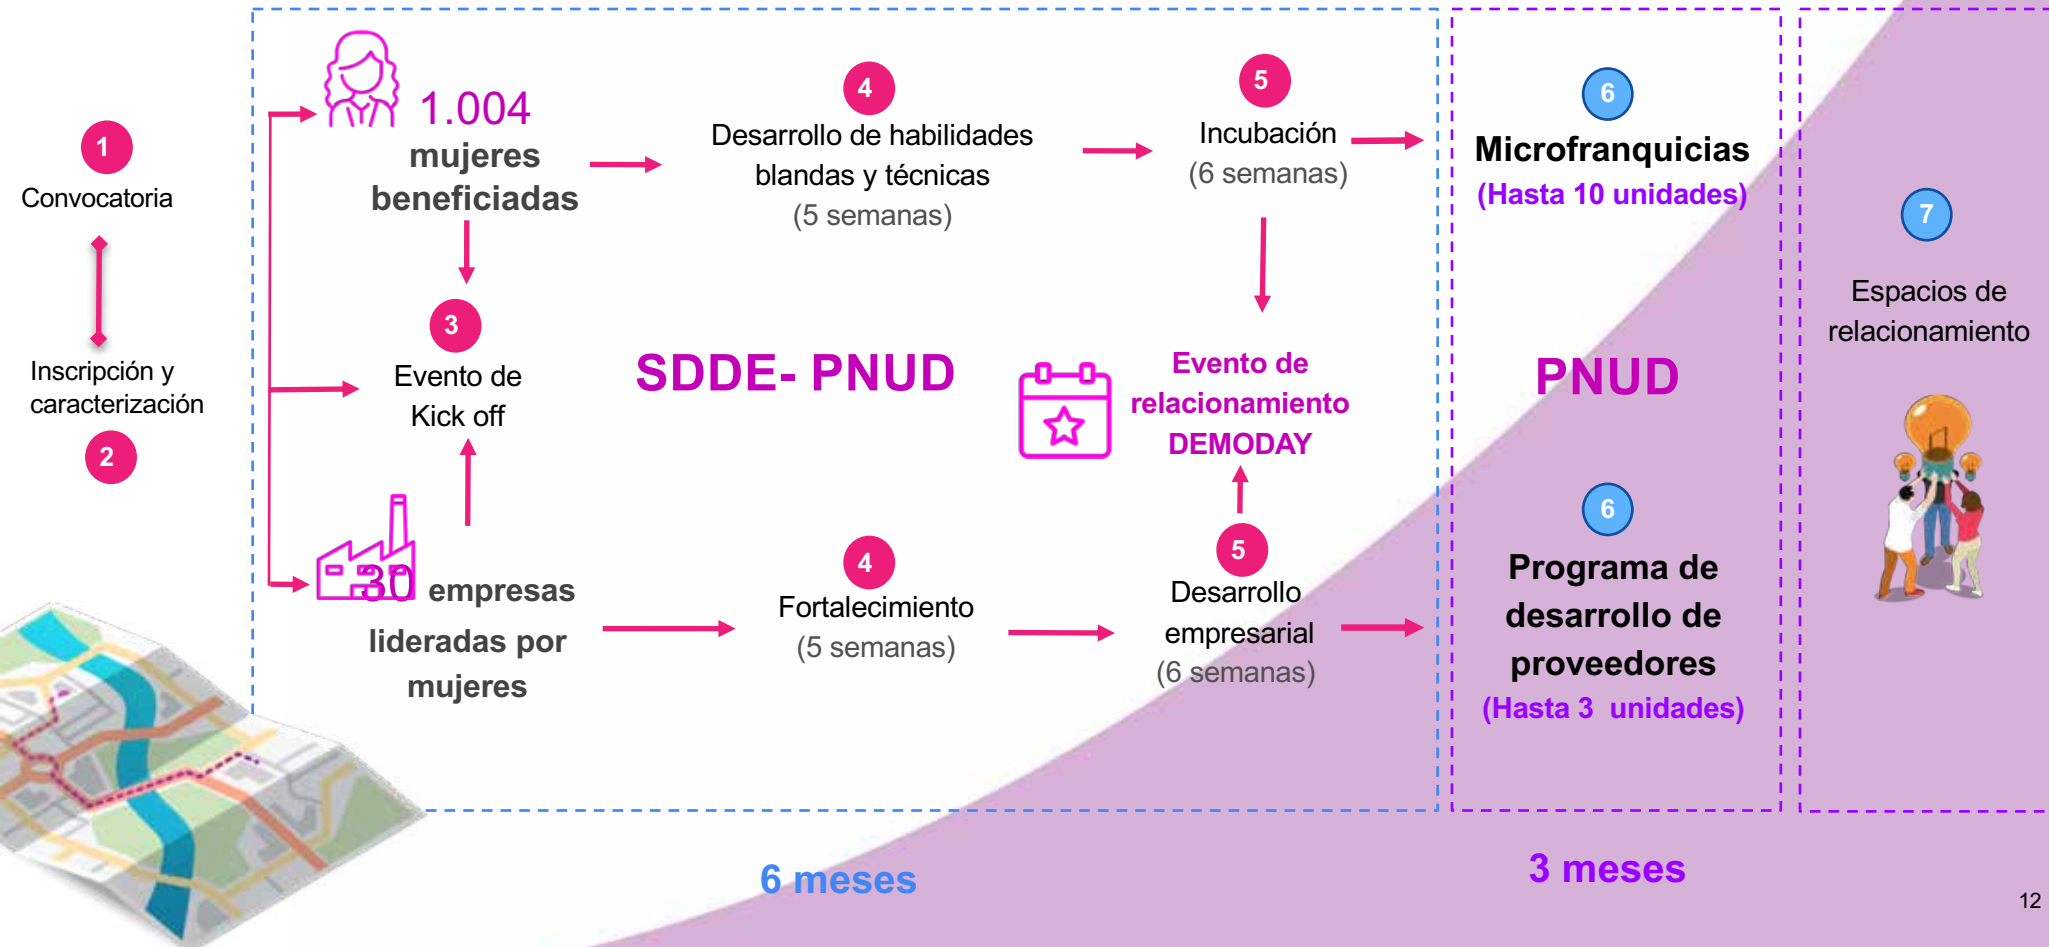 1
Convocatoria
Inscripción y
caracterización
2
1.004
mujeres
beneficiadas
3
Evento de
Kick off
30 empresas
lideradas por
mujeres
4
Desarrollo de habilidades
blandas y técnicas
(5 semanas)
SDDE- PNUD
4
Fortalecimiento
(5 semanas)
5
Incubación
(6 semanas)
Evento de
relacionamiento
DEMODAY
5
Desarrollo
empresarial
(6 semanas)
6
Microfranquicias
(Hasta 10 unidades)
PNUD
6
Programa de
desarrollo de
proveedores
(Hasta 3 unidades)
7
Espacios de
relacionamiento
6 meses
3 meses
12